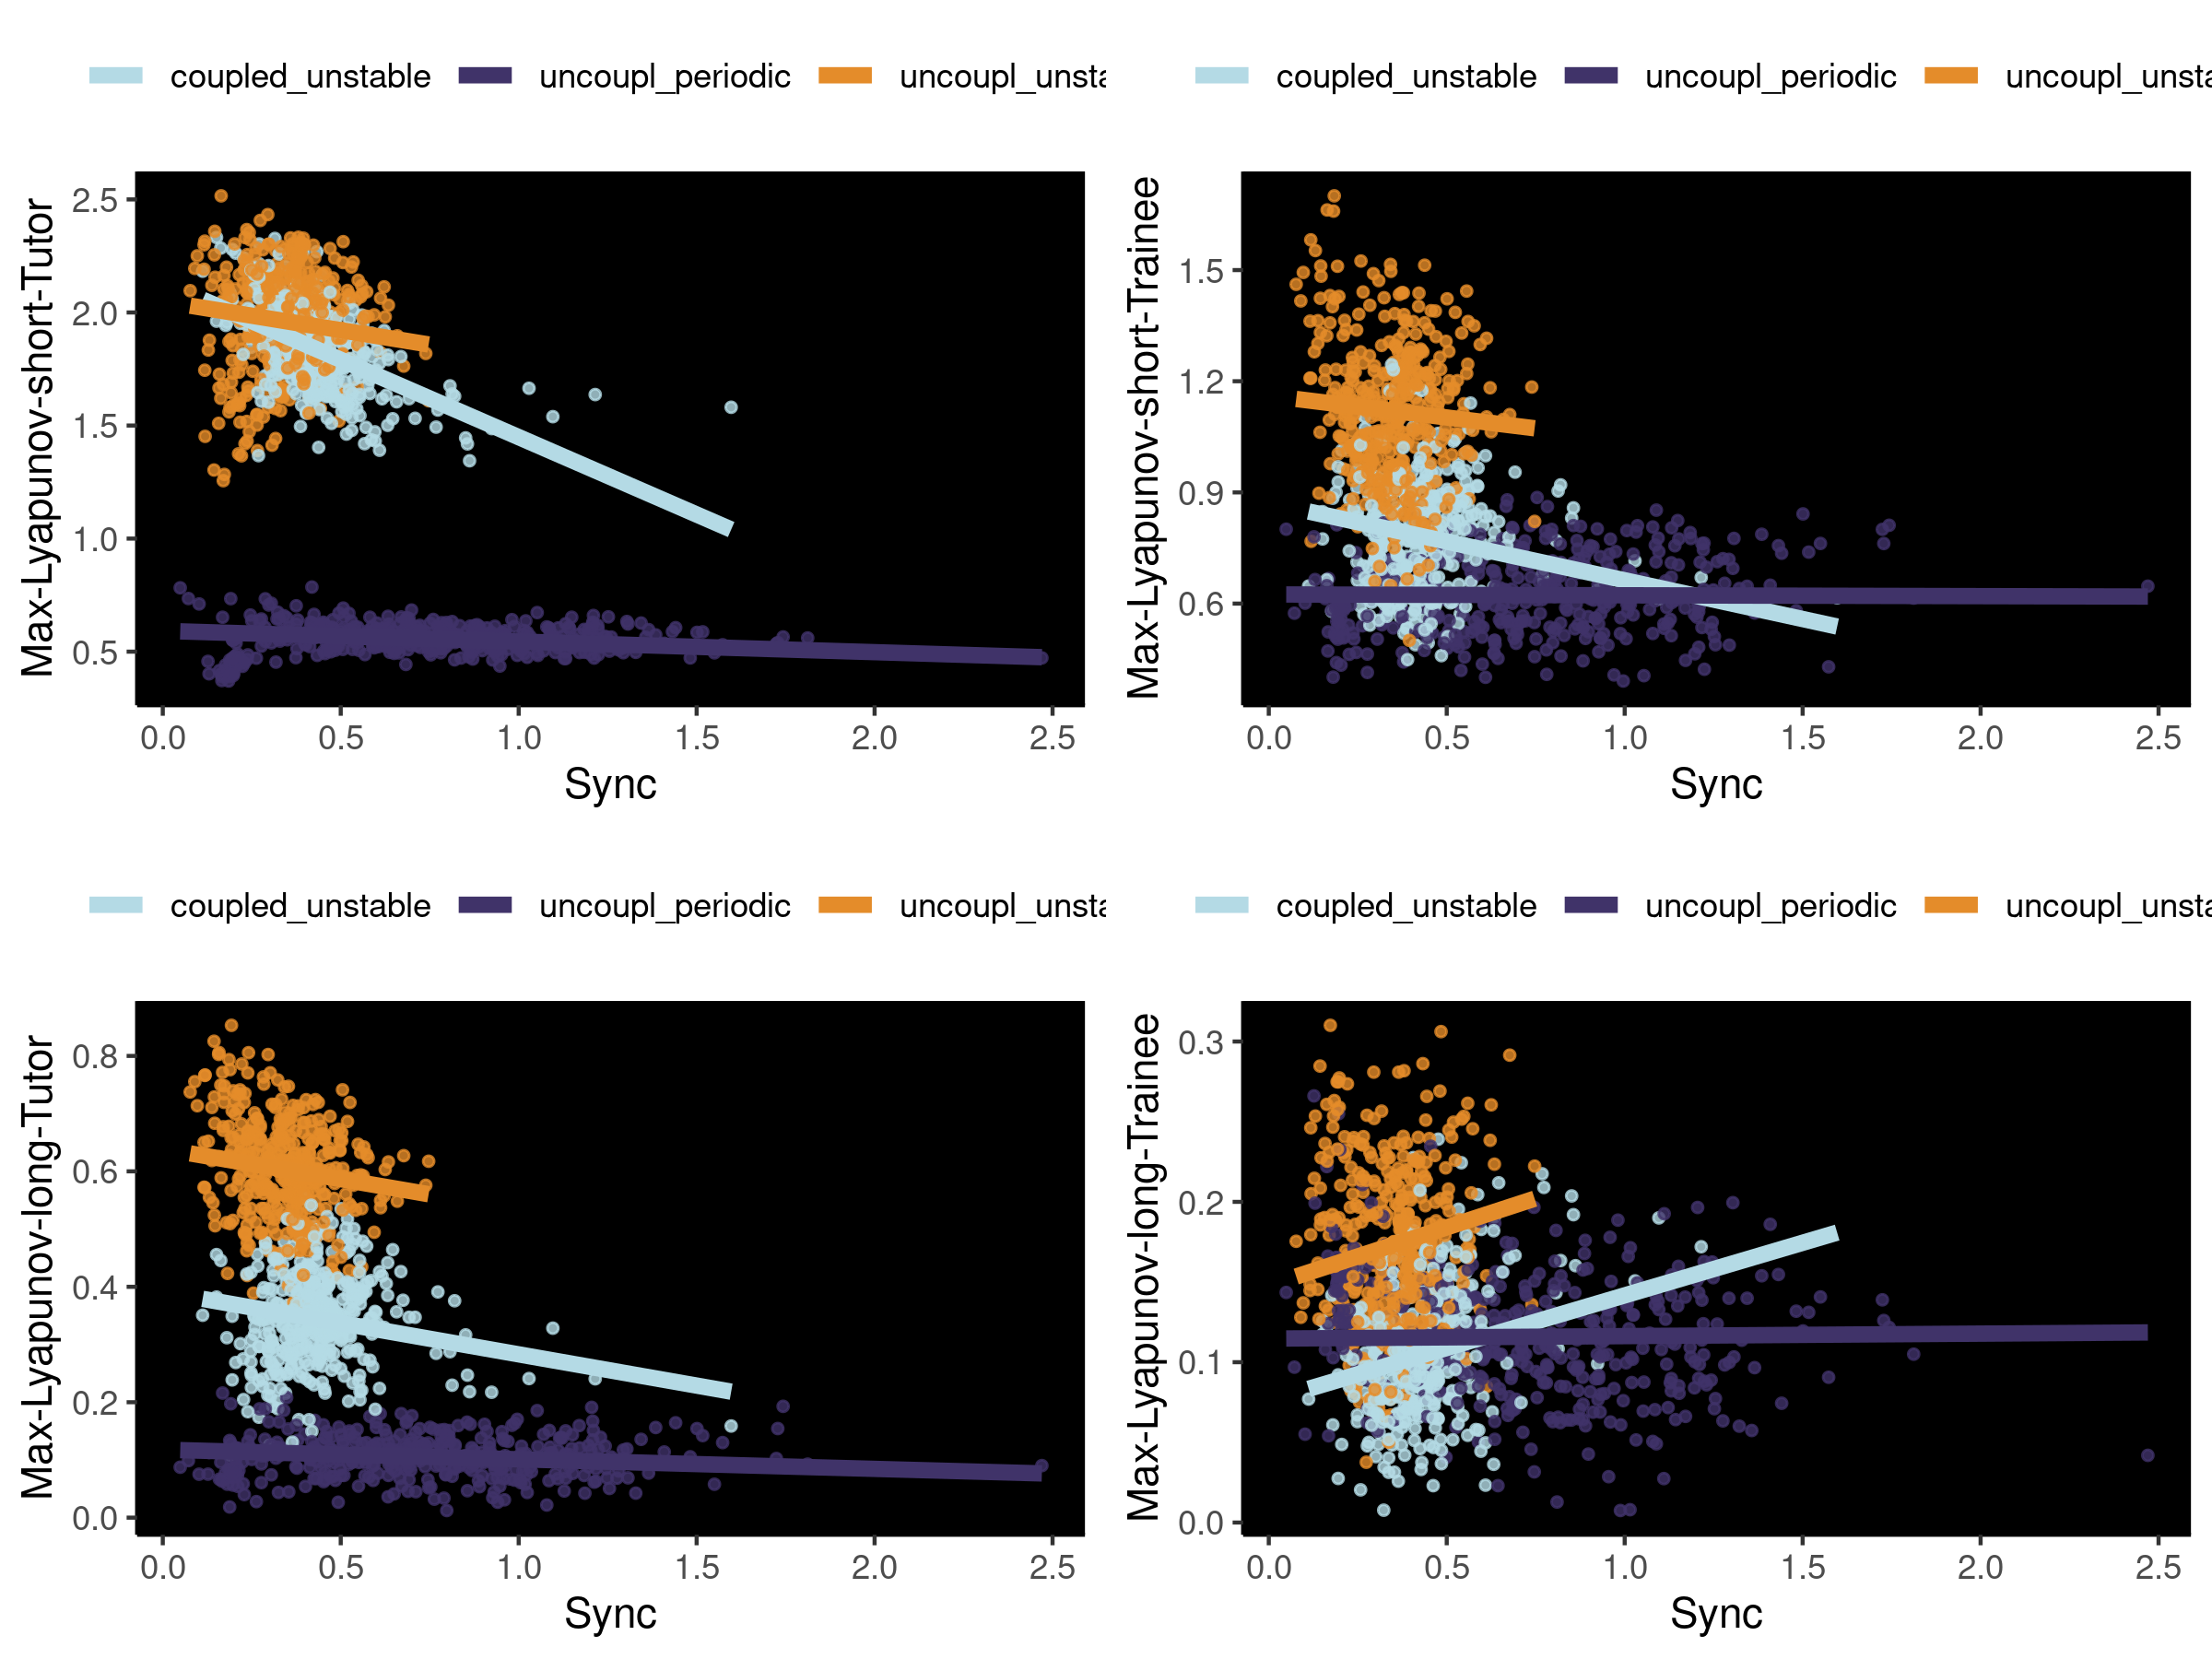 coupled_unstable uncoupl_periodic uncoupl_unsta
coupled_unstable uncoupl_periodic uncoupl_unsta
Max-Lyapunov-short-Tutor
2.5
2.0
1.5
1.0
0.5
0.0 0.5 1.0 1.5 2.0 2.5
Sync
Max-Lyapunov-short-Trainee
1.5
1.2
0.9
0.6
0.0 0.5 1.0 1.5 2.0 2.5
Sync
coupled_unstable uncoupl_periodic uncoupl_unsta
coupled_unstable uncoupl_periodic uncoupl_unsta
Max-Lyapunov-long-Tutor
0.8
0.6
0.4
0.2
0.0
0.0 0.5 1.0 1.5 2.0 2.5
Sync
Max-Lyapunov-long-Trainee
0.3
0.2
0.1
0.0
0.0 0.5 1.0 1.5 2.0 2.5
Sync